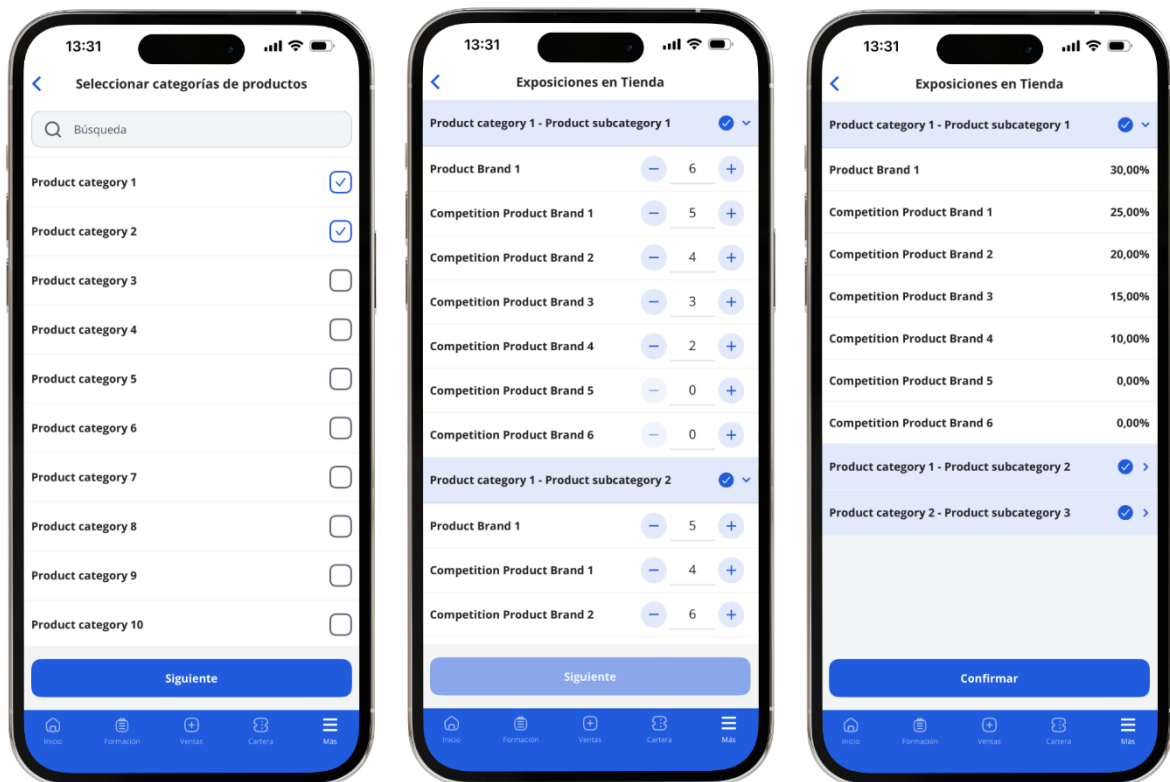 13:31
Seleccionar categorías de productos
Búsqueda
Product category 1
Product category 2
Product category 3
Product category 4
Product category 5
Product category 6
Product category 7
Product category 8
Product category 9
Product category 10
Siguiente
Inicio Formación Ventas Cartera Más
13:31
Exposiciones en Tienda
Product category 1 - Product subcategory 1
Product Brand 1 − 6 +
Competition Product Brand 1 − 5 +
Competition Product Brand 2 − 4 +
Competition Product Brand 3 − 3 +
Competition Product Brand 4 − 2 +
Competition Product Brand 5 − 0 +
Competition Product Brand 6 − 0 +
Product category 1 - Product subcategory 2
Product Brand 1 − 5 +
Competition Product Brand 1 − 4 +
Competition Product Brand 2 − 6 +
Siguiente
Inicio Formación Ventas Cartera Más
13:31
Exposiciones en Tienda
Product category 1 - Product subcategory 1
Product Brand 1 30,00%
Competition Product Brand 1 25,00%
Competition Product Brand 2 20,00%
Competition Product Brand 3 15,00%
Competition Product Brand 4 10,00%
Competition Product Brand 5 0,00%
Competition Product Brand 6 0,00%
Product category 1 - Product subcategory 2
Product category 2 - Product subcategory 3
Confirmar
Inicio Formación Ventas Cartera Más